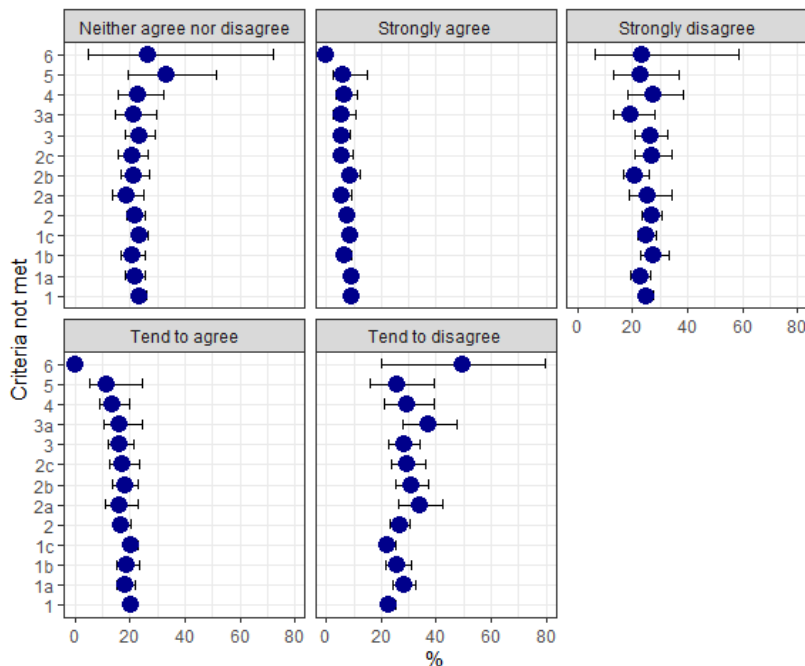 Neither agree nor disagree
Strongly agree
Strongly disagree
6
5
4
3a
3
2c
2b
2a
2
1c
1b
1a
1
0 20 40 60 80
Tend to agree
Tend to disagree
6
5
4
3a
3
2c
2b
2a
2
1c
1b
1a
1
0 20 40 60 80
0 20 40 60 80
%
Criteria not met